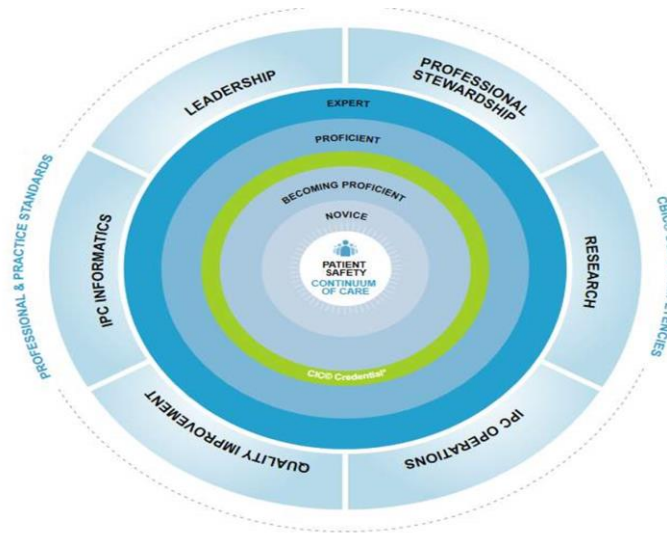 LEADERSHIP
PROFESSIONAL
STEWARDSHIP
EXPERT
PROFICIENT
BECOMING PROFICIENT
NOVICE
PATIENT
SAFETY
CONTINUUM
OF CARE
PROFESSIONAL & PRACTICE STANDARDS
IPC INFORMATICS
RESEARCH
CIC® Credential
QUALITY IMPROVEMENT
IPC OPERATIONS